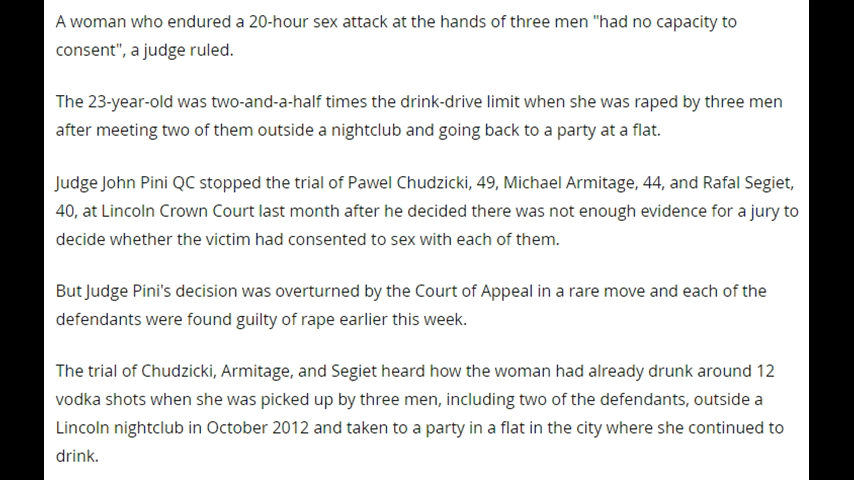 A woman who endured a 20-hour sex attack at the hands of three men "had no capacity to
consent", a judge ruled.
The 23-year-old was two-and-a-half times the drink-drive limit when she was raped by three men
after meeting two of them outside a nightclub and going back to a party at a flat.
Judge John Pini QC stopped the trial of Pawel Chudzicki, 49, Michael Armitage, 44, and Rafal Segiet,
40, at Lincoln Crown Court last month after he decided there was not enough evidence for a jury to
decide whether the victim had consented to sex with each of them.
But Judge Pini's decision was overturned by the Court of Appeal in a rare move and each of the
defendants were found guilty of rape earlier this week.
The trial of Chudzicki, Armitage, and Segiet heard how the woman had already drunk around 12
vodka shots when she was picked up by three men, including two of the defendants, outside a
Lincoln nightclub in October 2012 and taken to a party in a flat in the city where she continued to
drink.